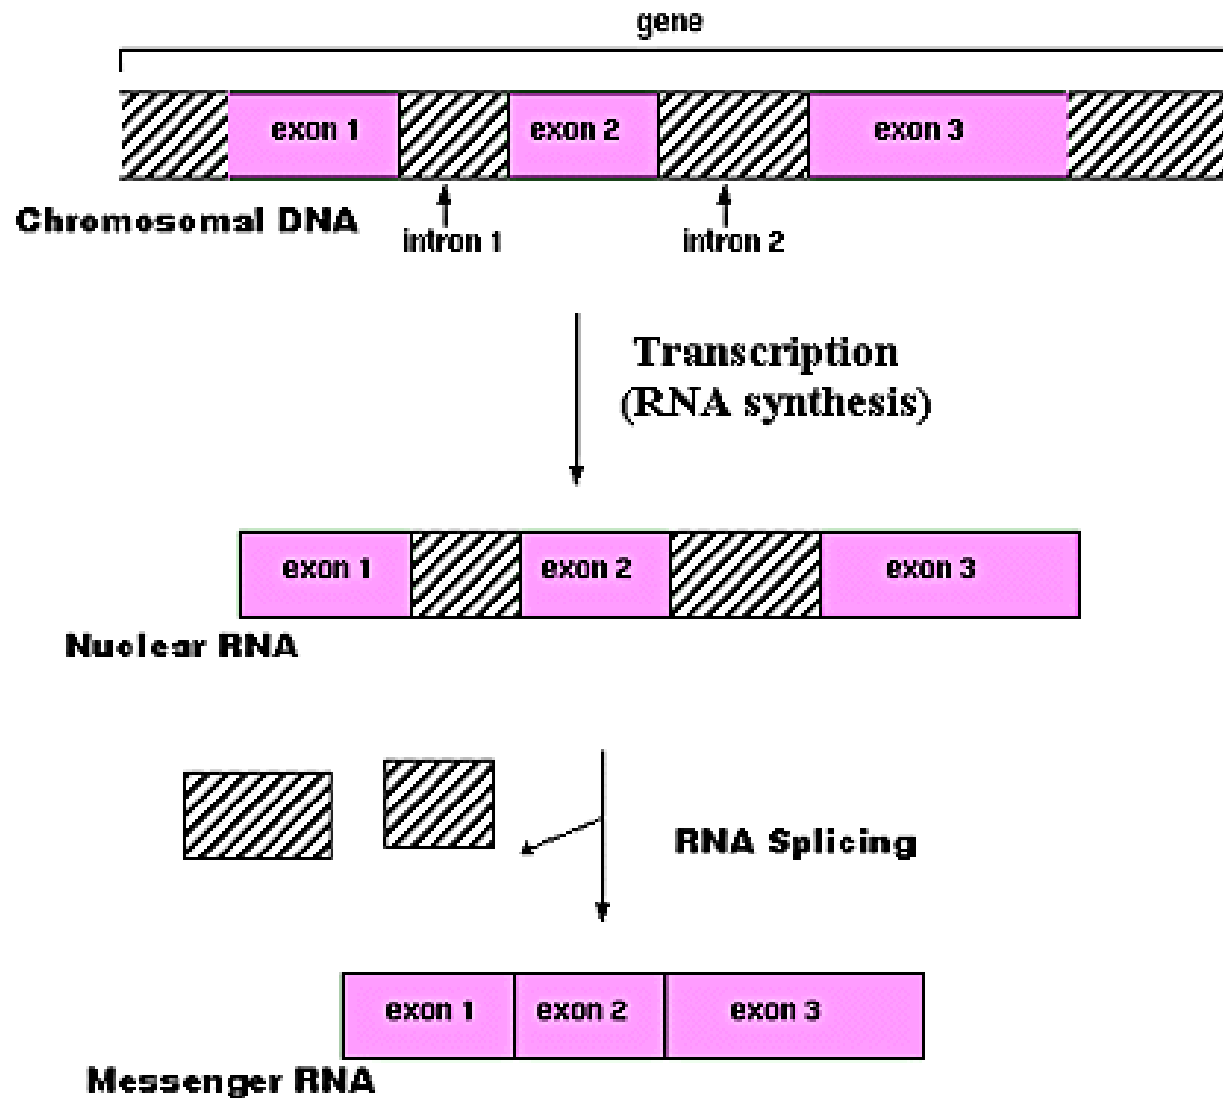 gene
exon 1 exon 2 exon 3
Chromosomal DNA
intron 1 intron 2
Transcription
(RNA synthesis)
exon 1 exon 2 exon 3
Nuclear RNA
RNA Splicing
exon 1 exon 2 exon 3
Messenger RNA